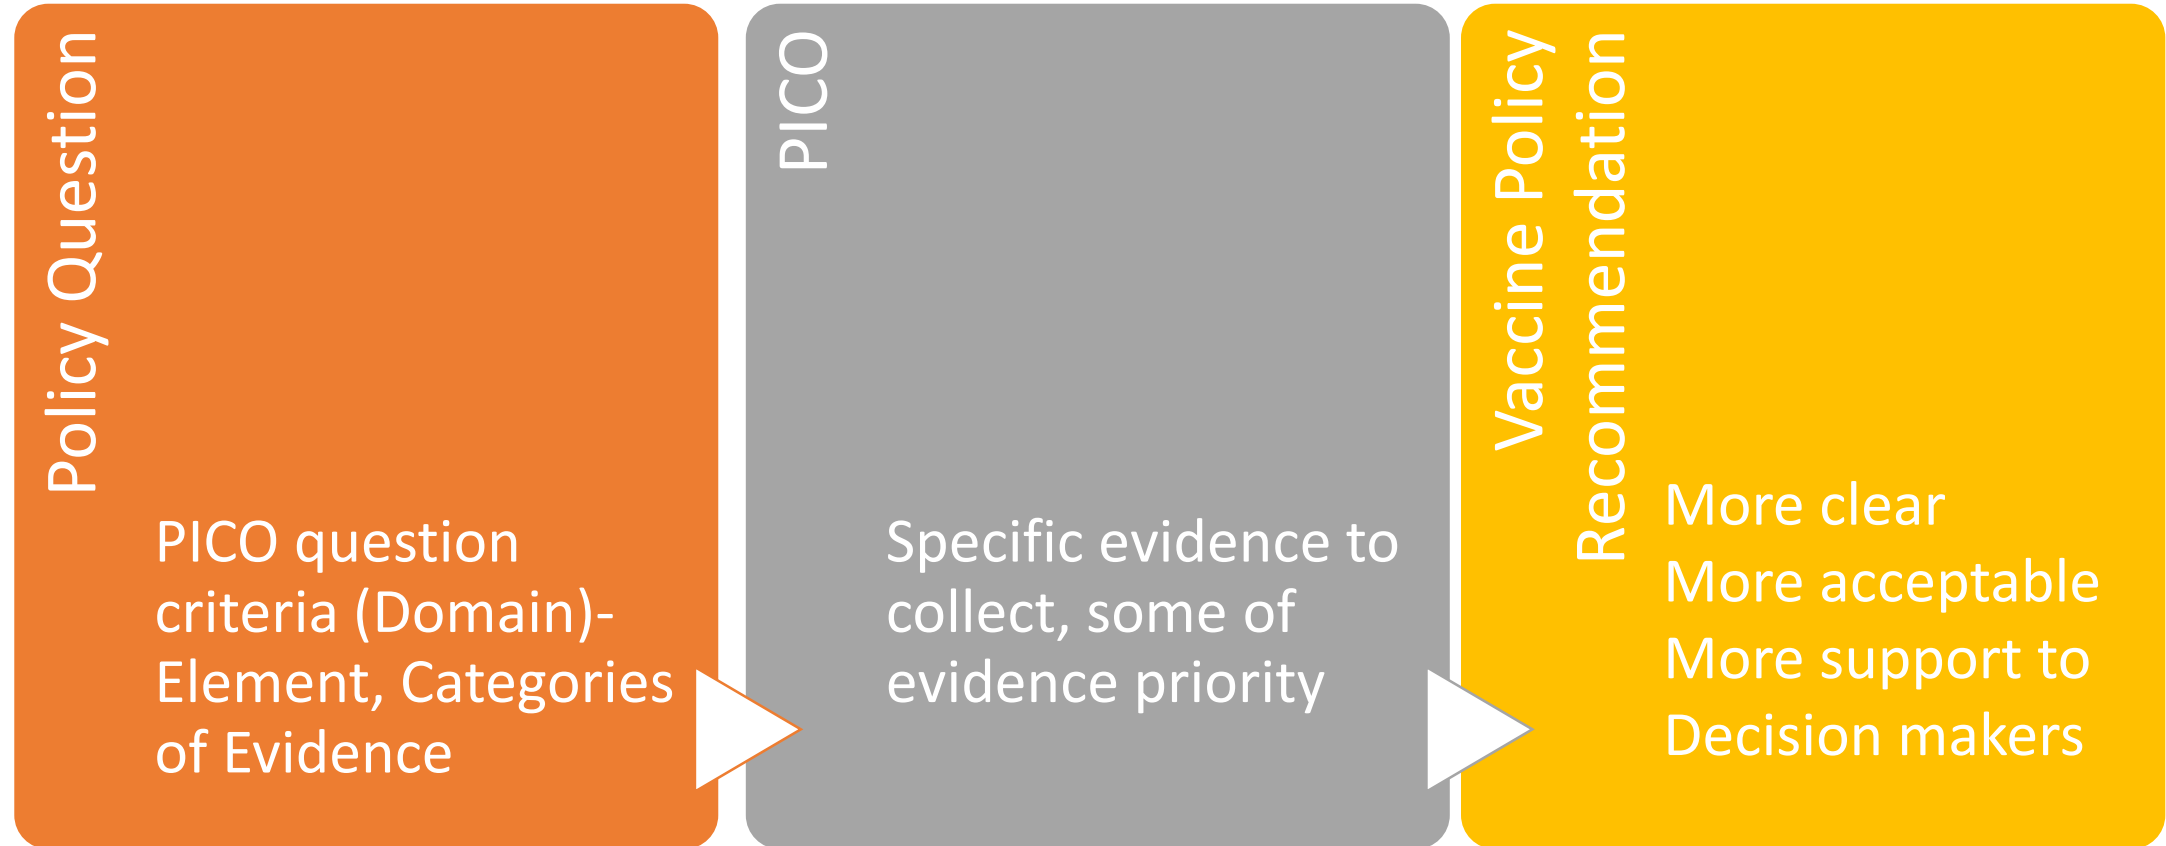 Policy Question
PICO question
criteria (Domain)-
Element, Categories
of Evidence
PICO
Specific evidence to
collect, some of
evidence priority
Vaccine Policy
Recommendation
More clear
More acceptable
More support to
Decision makers